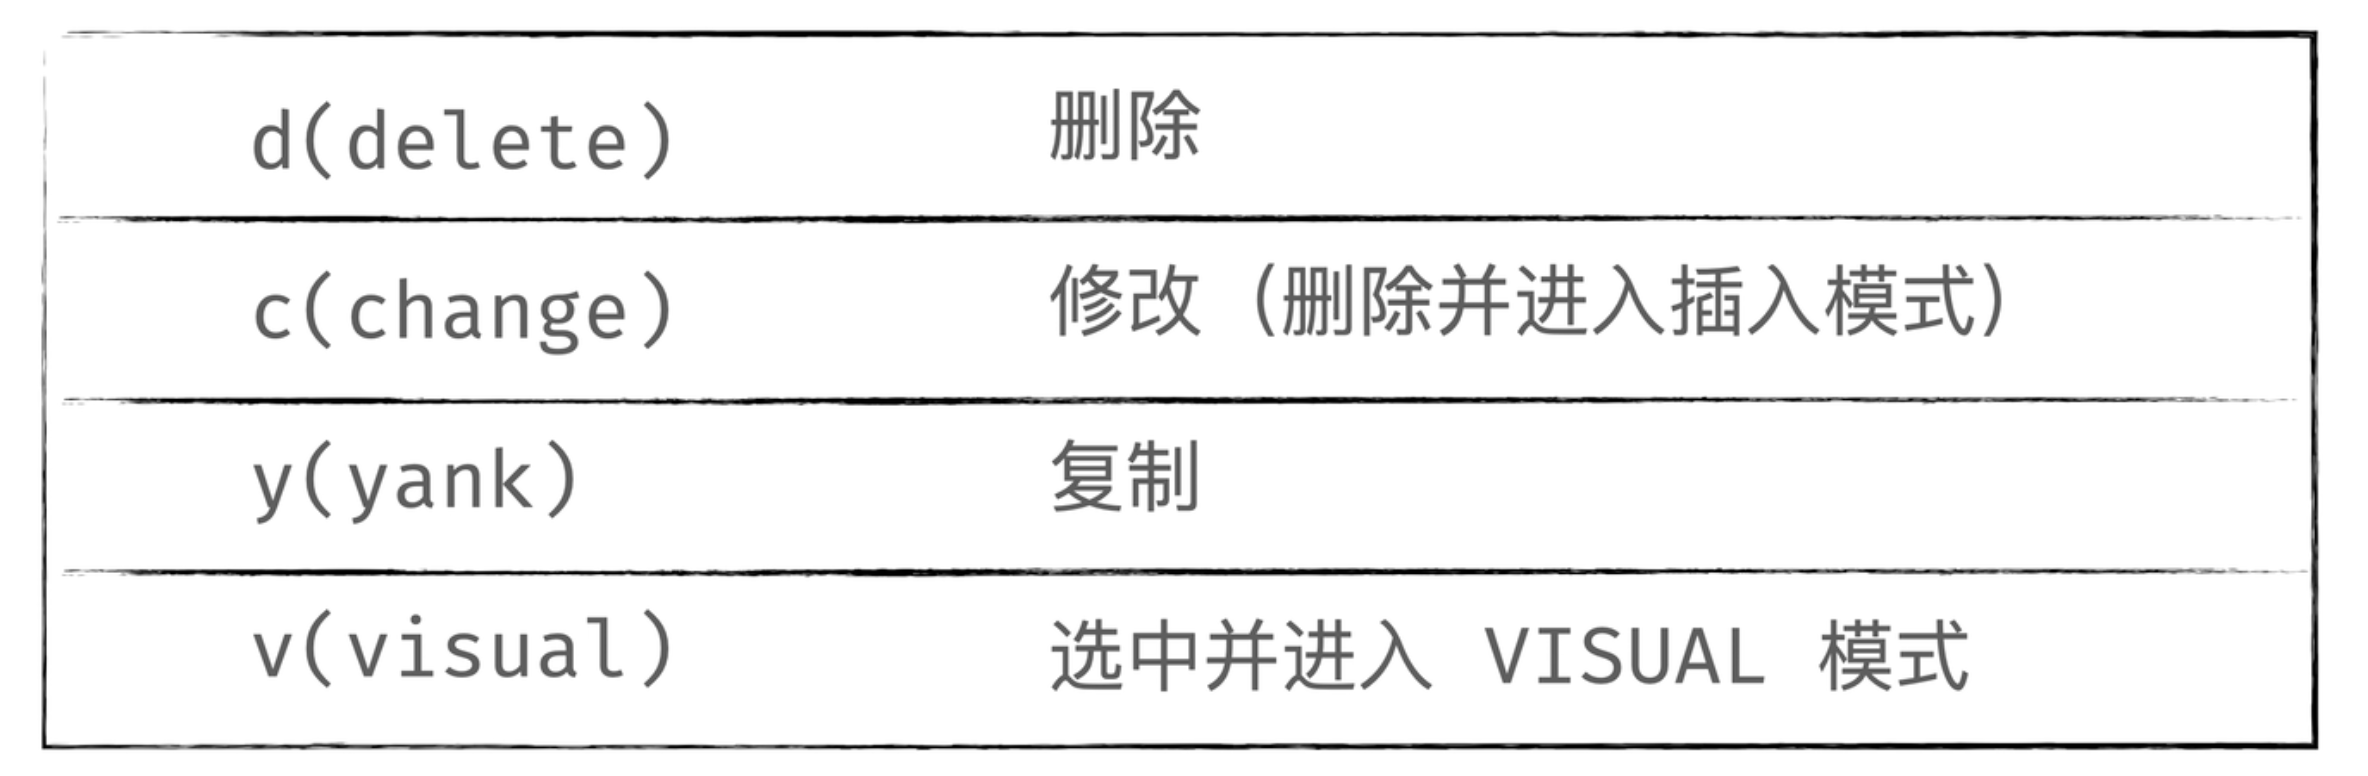 d(delete) 删除
c(change) 修改（删除并进入插入模式）
y(yank) 复制
v(visual) 选中并进入 VISUAL 模式